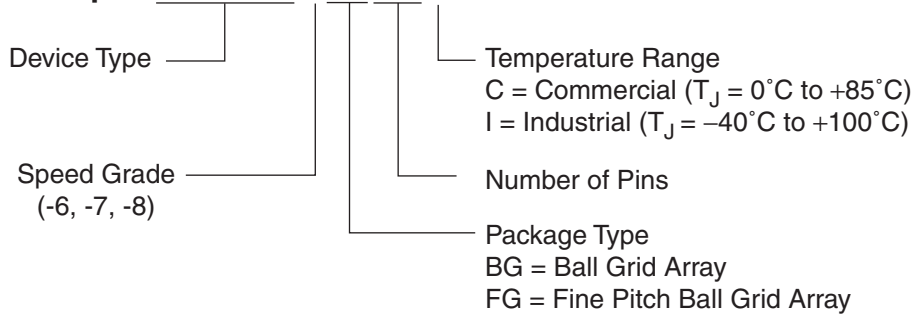 Device Type
Temperature Range
C = Commercial (TJ = 0˚C to +85˚C)
I = Industrial (TJ = −40˚C to +100˚C)
Speed Grade
(-6, -7, -8)
Number of Pins
Package Type
BG = Ball Grid Array
FG = Fine Pitch Ball Grid Array